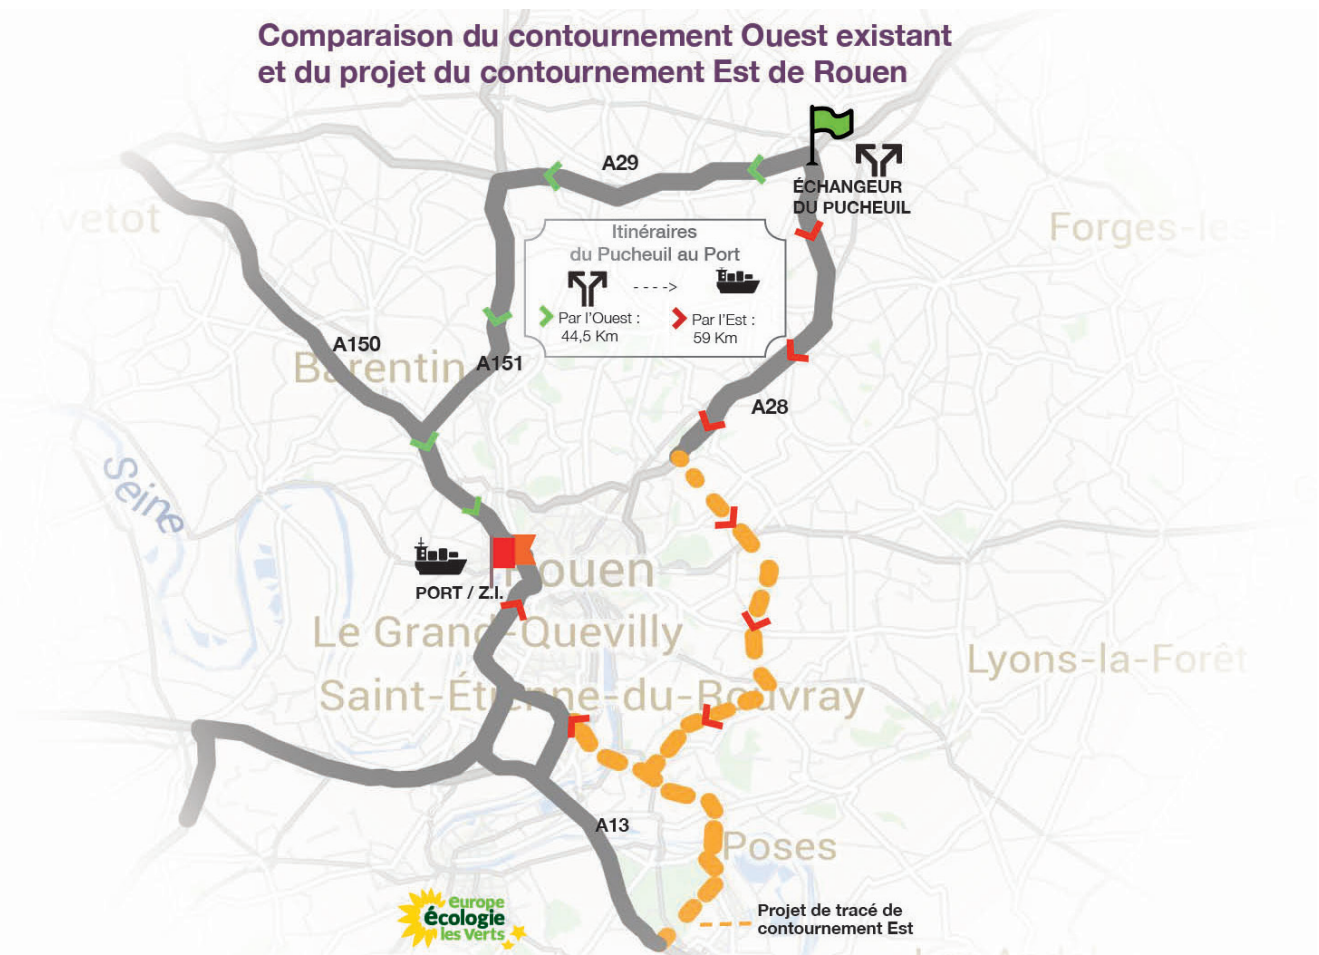 Comparaison du contournement Ouest existant
et du projet du contournement Est de Rouen
A29
ÉCHANGEUR
DU PUCHEUIL
Yvetot
Forges-les
Itinéraires
du Pucheuil au Port
---->
Par l'Ouest :
44,5 Km
Par l'Est :
59 Km
A150
Barentin
A151
A28
Seine
Rouen
PORT / Z.I.
Le Grand-Quevilly
Lyons-la-Forêt
Saint-Étienne-du-Rouvray
A13
Poses
europe
écologie
les verts
Projet de tracé de
contournement Est